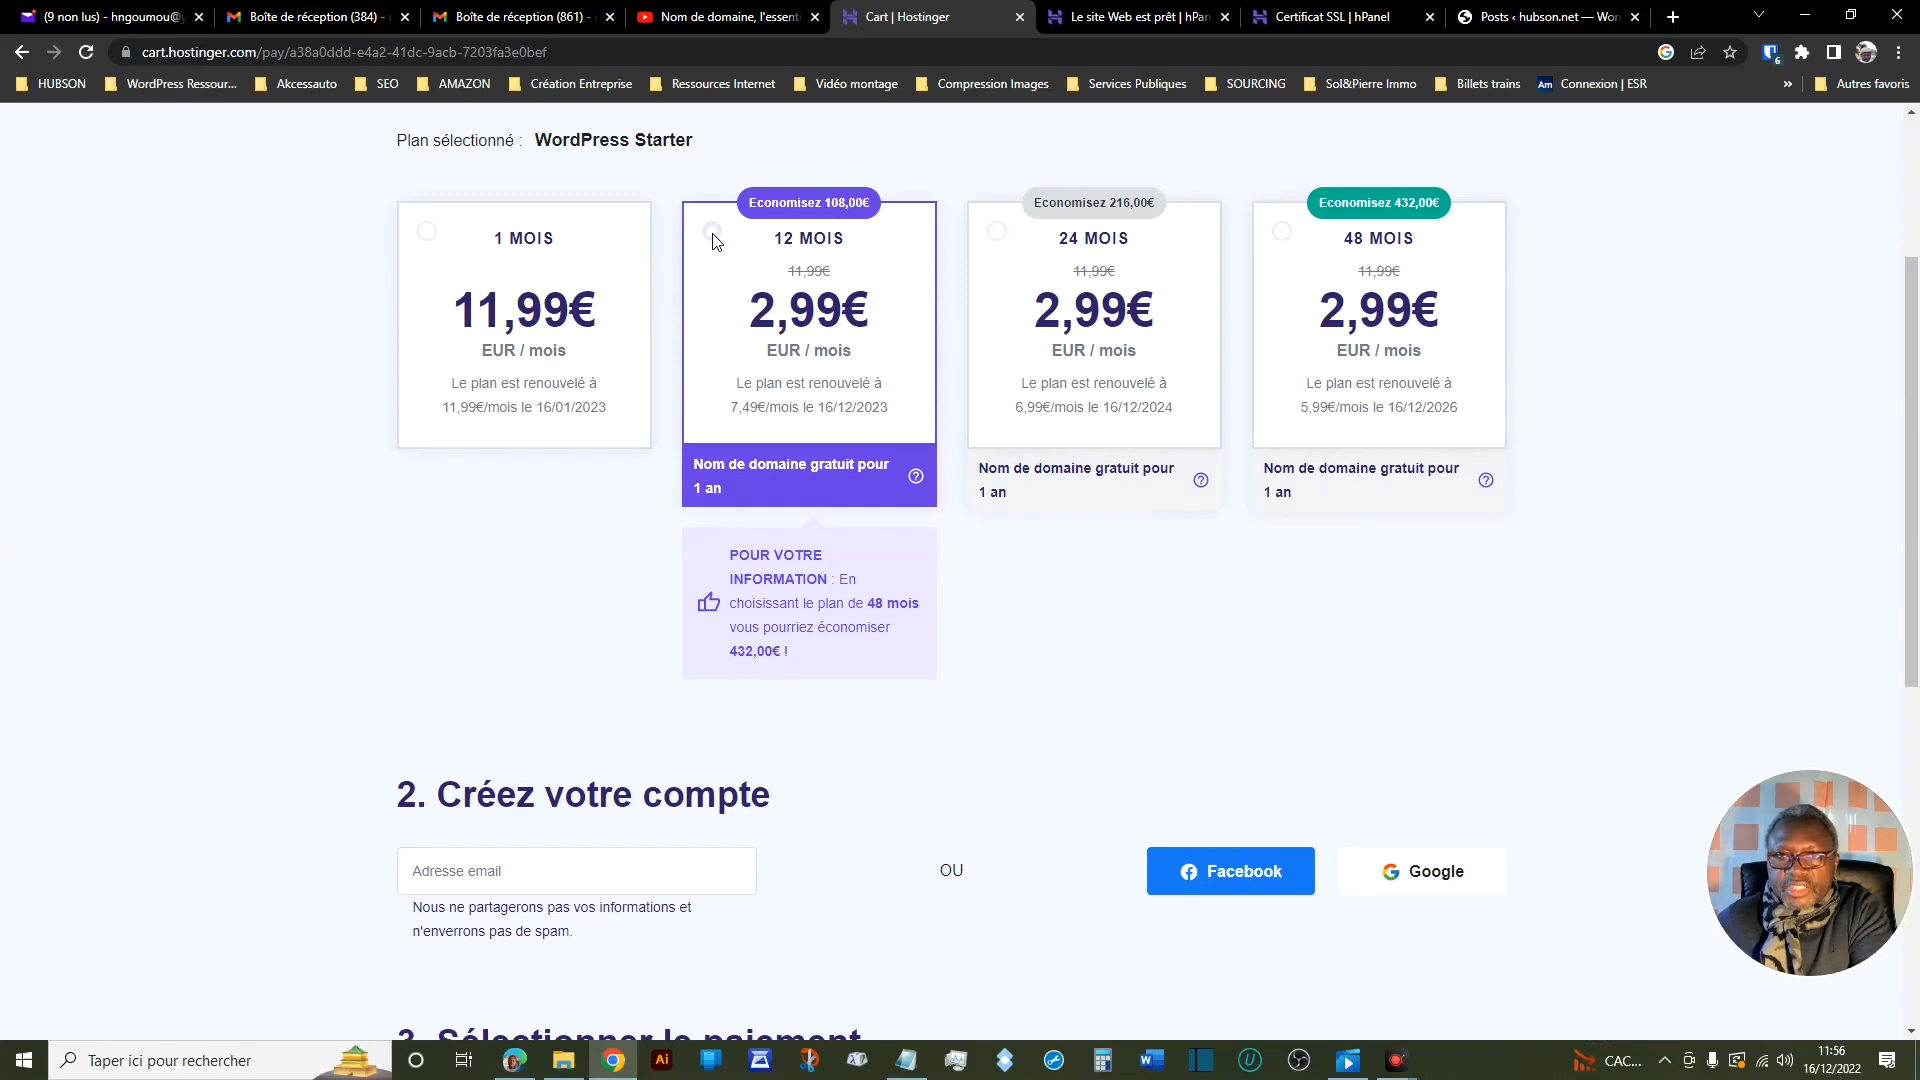 (9 non lus) - hngoumou@y
Boîte de réception (384) -
Boîte de réception (861) -
Nom de domaine, l'essenti
Cart | Hostinger
Le site Web est prêt | hPan
Certificat SSL | hPanel
Posts ‹ hubson.net — Wor
cart.hostinger.com/pay/a38a0ddd-e4a2-41dc-9acb-7203fa3e0bef
6
HUBSON
WordPress Ressour...
Akcessauto
SEO
AMAZON
Création Entreprise
Ressources Internet
Vidéo montage
Compression Images
Services Publiques
SOURCING
Sol&Pierre Immo
Billets trains
Am
Connexion | ESR
»
Autres favoris
Plan sélectionné : WordPress Starter
1 MOIS
11,99€
EUR / mois
Le plan est renouvelé à
11,99€/mois le 16/01/2023
Economisez 108,00€
12 MOIS
11,99€
2,99€
EUR / mois
Le plan est renouvelé à
7,49€/mois le 16/12/2023
Nom de domaine gratuit pour
1 an
POUR VOTRE
INFORMATION : En
choisissant le plan de 48 mois
vous pourriez économiser
432,00€ !
Economisez 216,00€
24 MOIS
11,99€
2,99€
EUR / mois
Le plan est renouvelé à
6,99€/mois le 16/12/2024
Nom de domaine gratuit pour
1 an
Economisez 432,00€
48 MOIS
11,99€
2,99€
EUR / mois
Le plan est renouvelé à
5,99€/mois le 16/12/2026
Nom de domaine gratuit pour
1 an
2. Créez votre compte
Adresse email
Nous ne partagerons pas vos informations et
n'enverrons pas de spam.
OU
Facebook
Google
3. Sélectionner le paiement
Taper ici pour rechercher
Ai
CAC...
11:56
16/12/2022